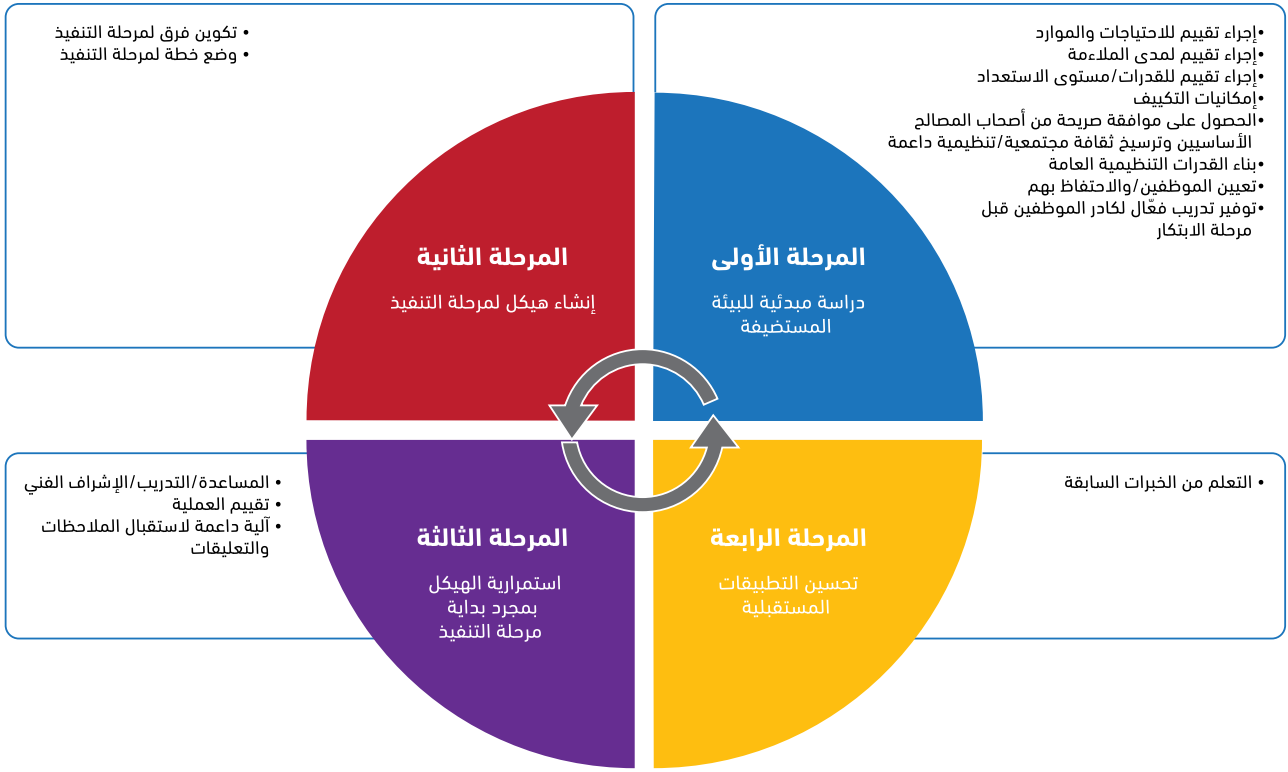 •إجراء تقييم للاحتياجات والموارد
•إجراء تقييم لمدى الملاءمة
•إجراء تقييم للقدرات/مستوى الاستعداد
•إمكانيات التكييف
•الحصول على موافقة صريحة من أصحاب المصالح
الأساسيين وترسيخ ثقافة مجتمعية/تنظيمية داعمة
•بناء القدرات التنظيمية العامة
•تعيين الموظفين/والاحتفاظ بهم
•توفير تدريب فعّال لكادر الموظفين قبل
مرحلة الابتكار
المرحلة الأولى
دراسة مبدئية للبيئة
المستضيفة
• تكوين فرق لمرحلة التنفيذ
• وضع خطة لمرحلة التنفيذ
المرحلة الثانية
إنشاء هيكل لمرحلة التنفيذ
• المساعدة/التدريب/الإشراف الفني
• تقييم العملية
• آلية داعمة لاستقبال الملاحظات
والتعليقات
المرحلة الثالثة
استمرارية الهيكل
بمجرد بداية
مرحلة التنفيذ
• التعلم من الخبرات السابقة
المرحلة الرابعة
تحسين التطبيقات
المستقبلية